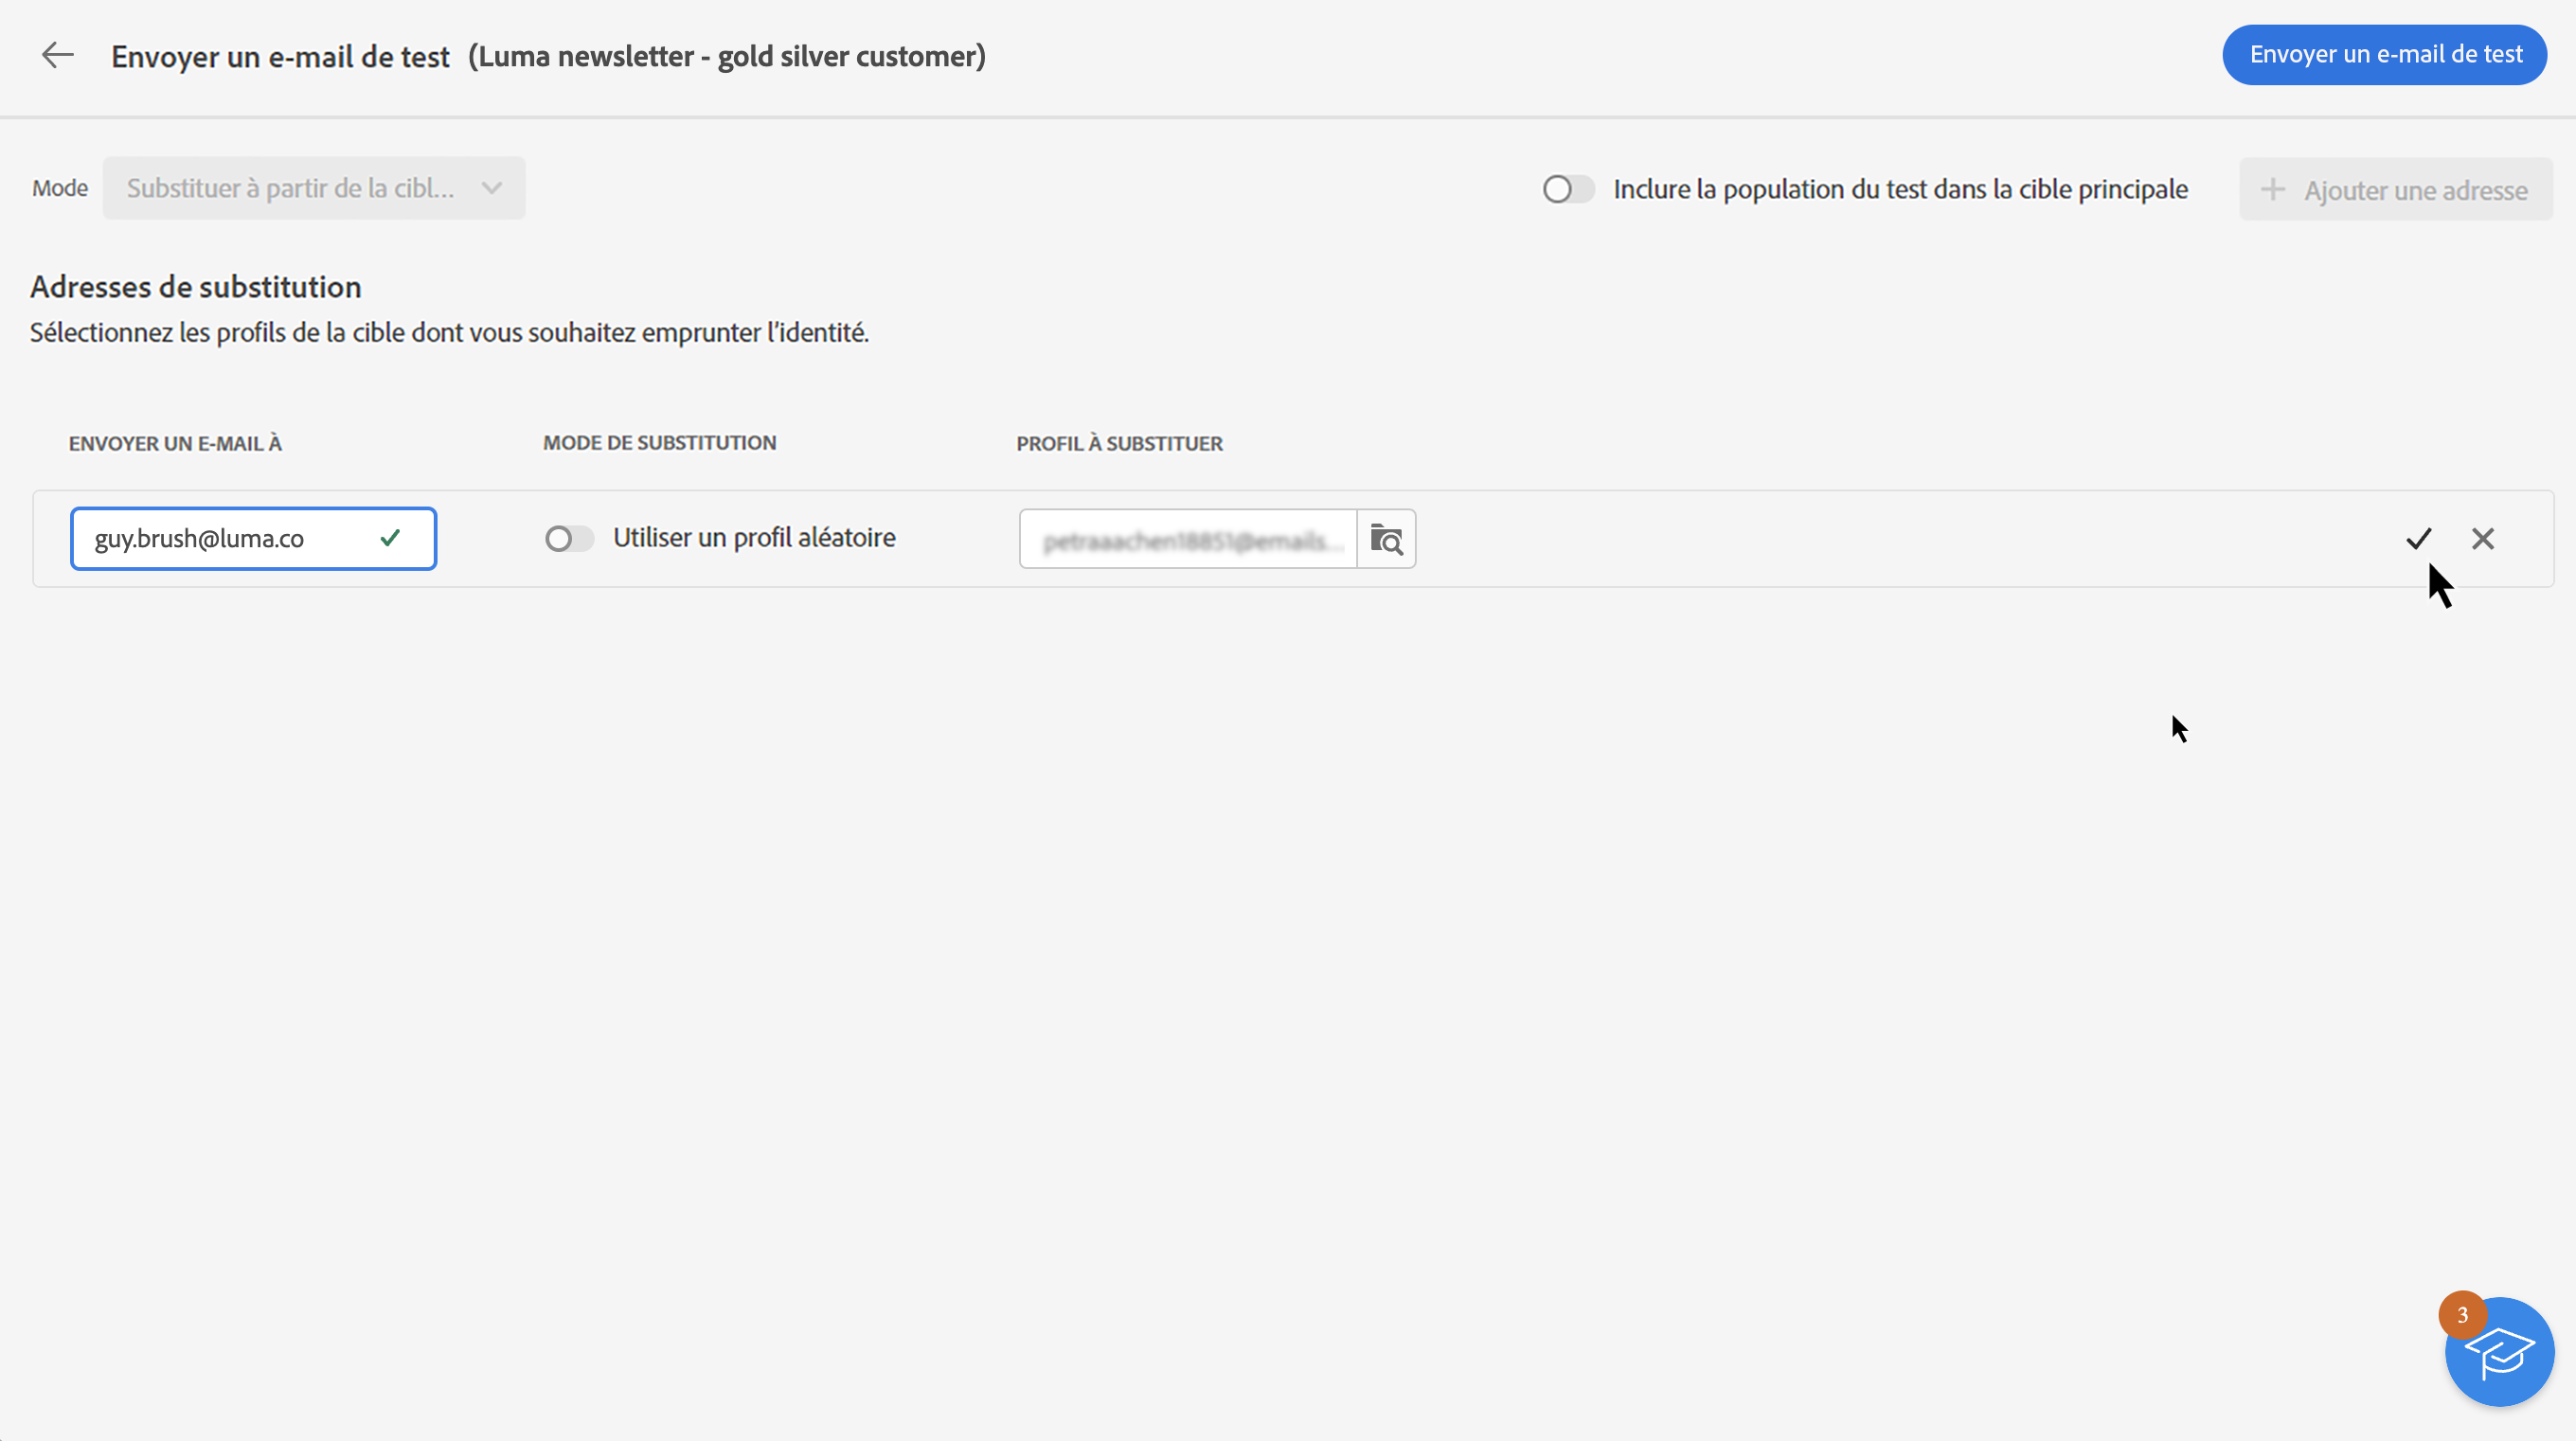 Envoyer un e-mail de test (Luma newsletter - gold silver customer)
Envoyer un e-mail de test
Mode
Substituer à partir de la cibl...
Inclure la population du test dans la cible principale
Ajouter une adresse
Adresses de substitution
Sélectionnez les profils de la cible dont vous souhaitez emprunter l’identité.
ENVOYER UN E-MAIL À
MODE DE SUBSTITUTION
PROFIL À SUBSTITUER
guy.brush@luma.co
Utiliser un profil aléatoire
3